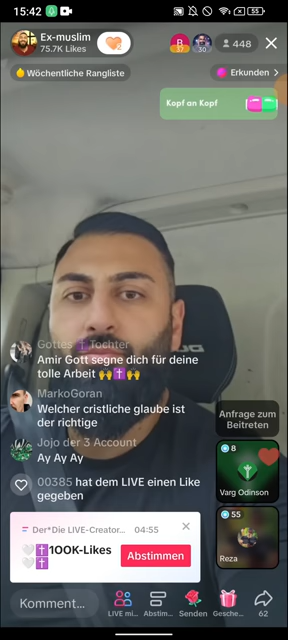 15:42
55
Ex-muslim
75.7K Likes
37
30
448
Wöchentliche Rangliste
Erkunden >
Kopf an Kopf
Gottes ✝️ Tochter
Amir Gott segne dich für deine
tolle Arbeit 🙌✝️🙌
MarkoGoran
Welcher cristliche glaube ist
der richtige
Jojo der 3 Account
Ay Ay Ay
00385 hat dem LIVE einen Like
gegeben
Anfrage zum
Beitreten
8
Varg Odinson
55
Reza
Der*Die LIVE-Creator... 04:55
🤍✝️100K-Likes
🤍✝️
Abstimmen
Komment...
LIVE mi...
Abstim...
Senden
Gesche...
62